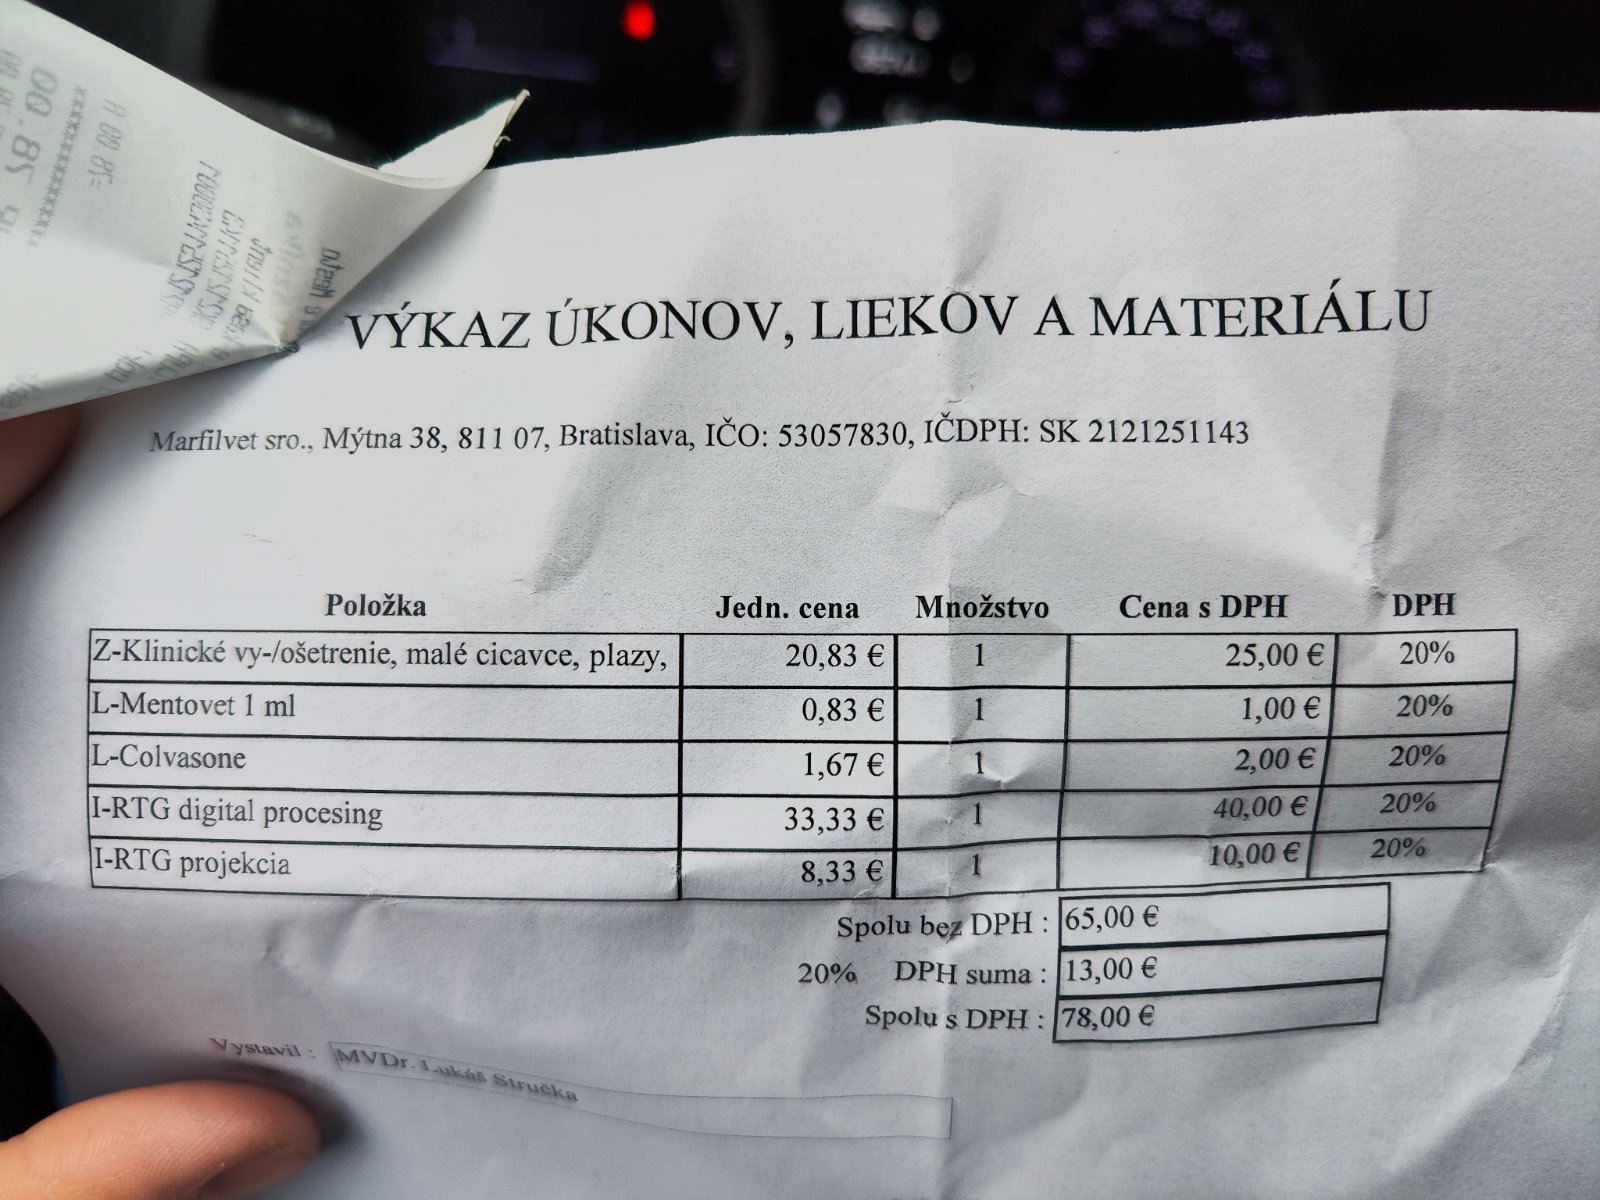 78.00
VÝKAZ ÚKONOV, LIEKOV A MATERIÁLU
Marfilvet sro., Mýtna 38, 811 07, Bratislava, IČO: 53057830, IČDPH: SK 2121251143
Položka Jedn. cena Množstvo Cena s DPH DPH
Z-Klinické vy-/ošetrenie, malé cicavce, plazy, 20,83 € 1 25,00 € 20%
L-Mentovet 1 ml 0,83 € 1 1,00 € 20%
L-Colvasone 1,67 € 1 2,00 € 20%
I-RTG digital procesing 33,33 € 1 40,00 € 20%
I-RTG projekcia 8,33 € 1 10,00 € 20%
Spolu bez DPH : 65,00 €
20% DPH suma : 13,00 €
Spolu s DPH : 78,00 €
Vystavil : MVDr. Lukáš Stručka